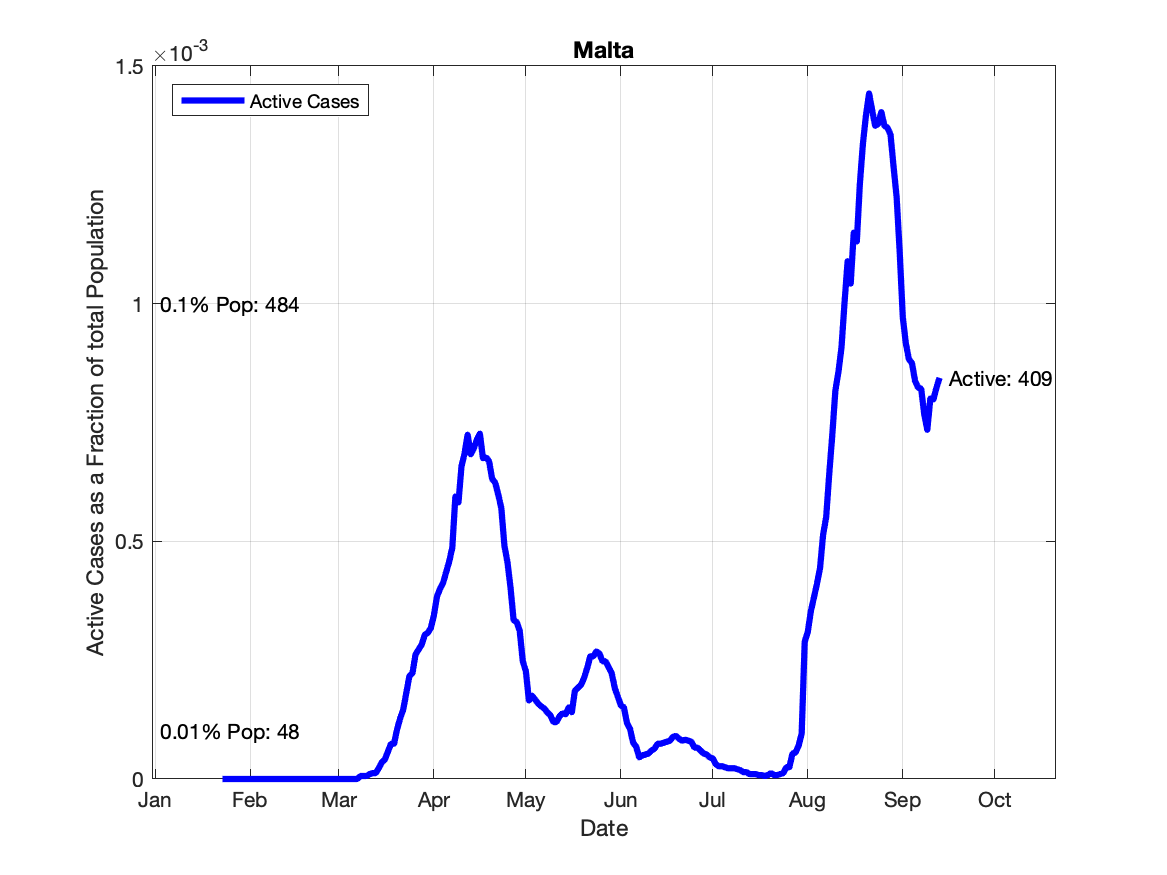 Malta
×10⁻³
Active Cases
1.5
1
0.5
0
0.1% Pop: 484
0.01% Pop: 48
Active: 409
Active Cases as a Fraction of total Population
Jan Feb Mar Apr May Jun Jul Aug Sep Oct
Date